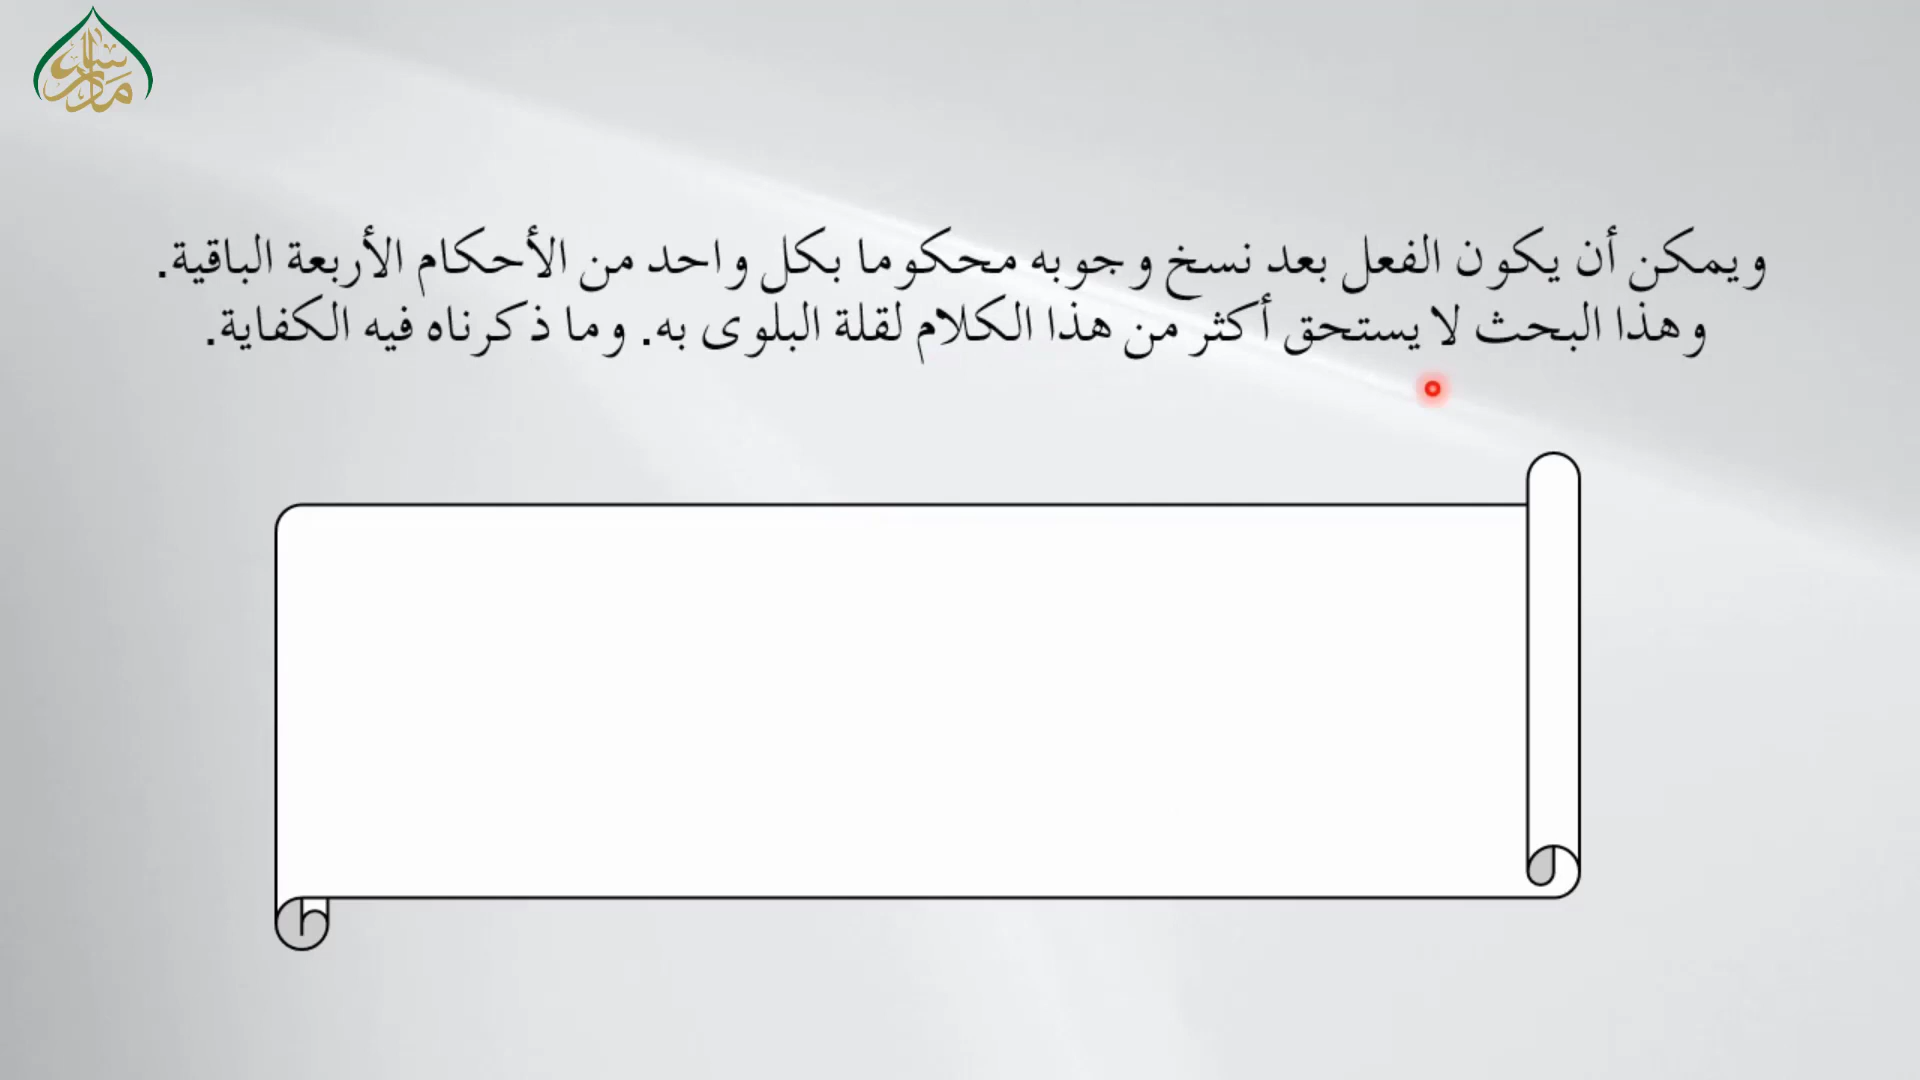 ويمكن أن يكون الفعل بعد نسخ وجوبه محكوما بكل واحد من الأحكام الأربعة الباقية.
وهذا البحث لا يستحق أكثر من هذا الكلام لقلة البلوى به. وما ذكرناه فيه الكفاية.